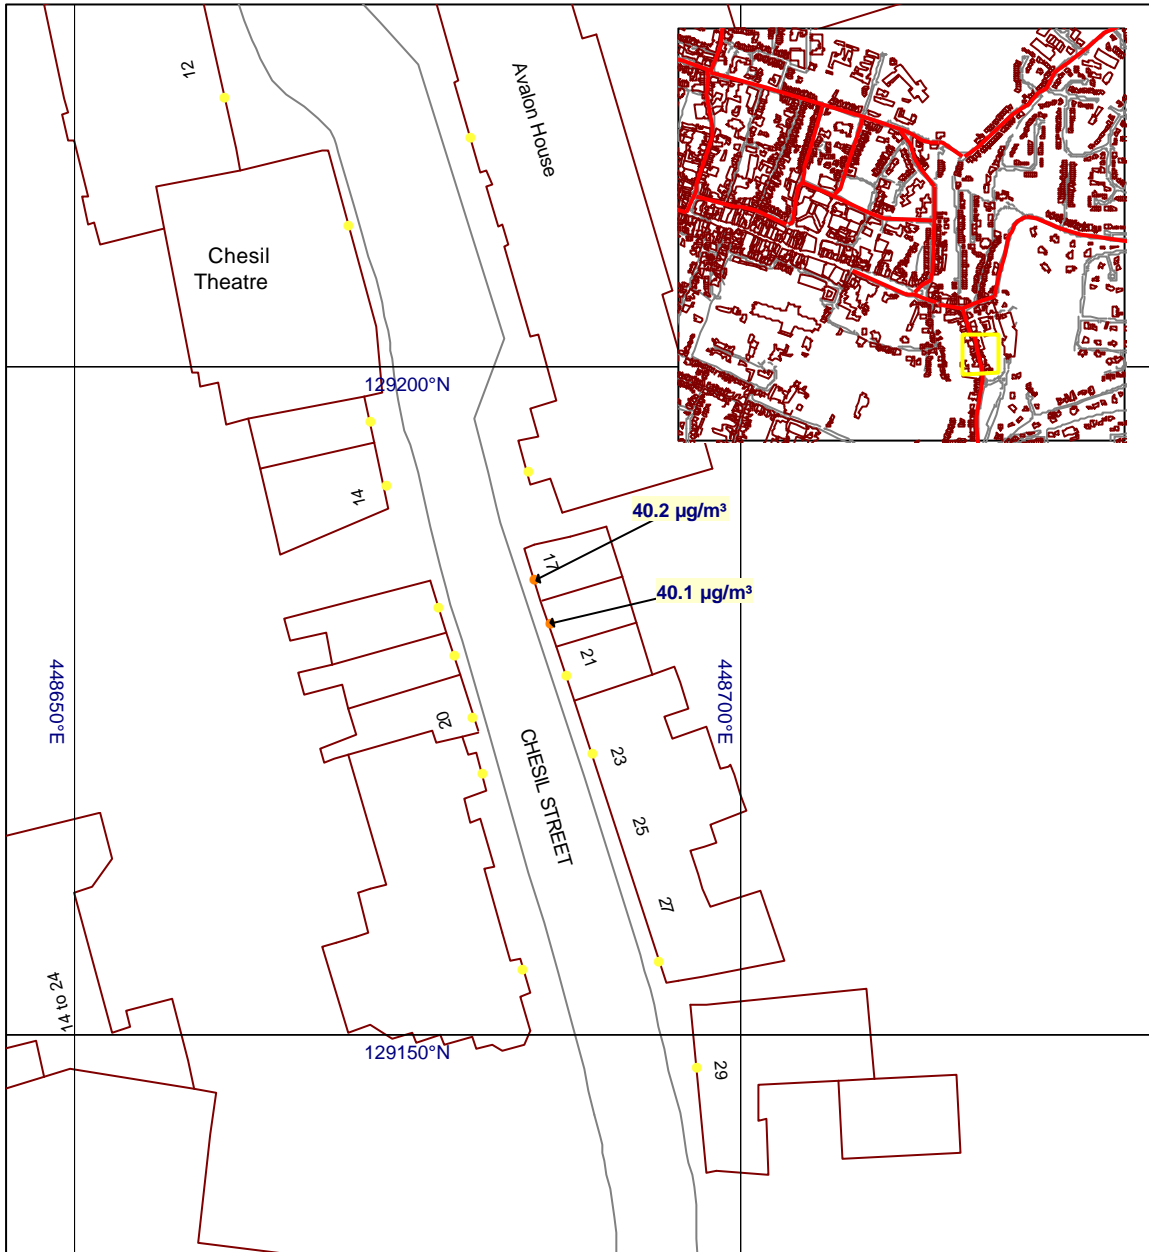 12
Avalon House
Chesil
Theatre
129200°N
14
40.2 µg/m³
17
40.1 µg/m³
21
448650°E
448700°E
20
CHESIL STREET
23
25
27
14 to 24
129150°N
29